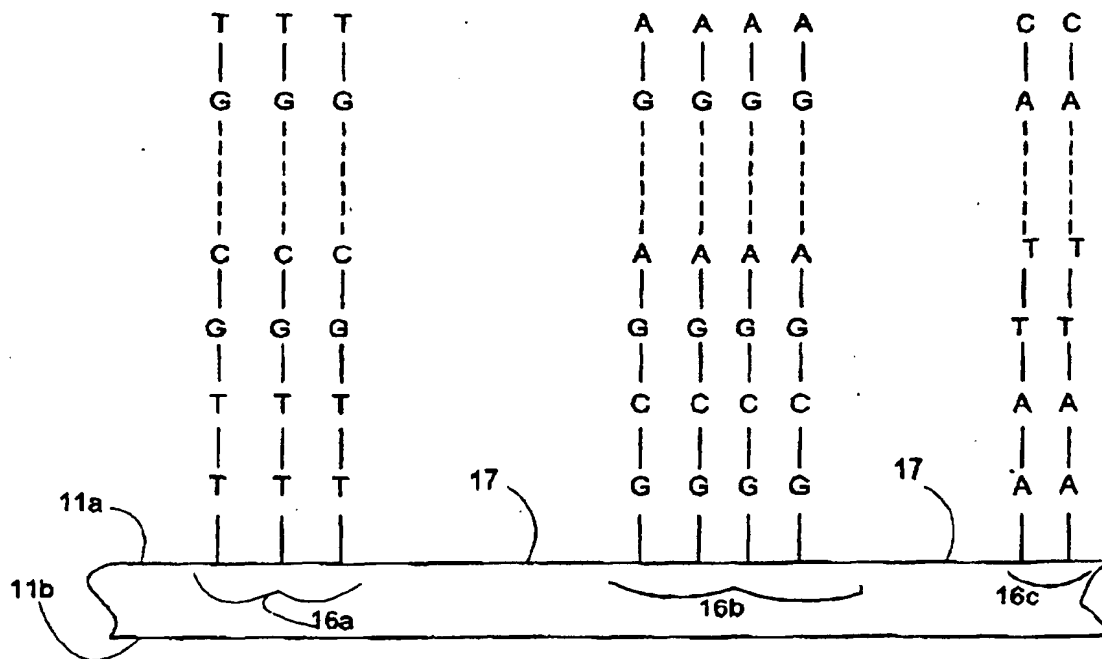 T T T A A A A C C
G G G G G G G A A
C C C A A A A T T
G G G G G G G T T
T T T C C C C A A
T T T G G G G A A
11a 17 17
11b 16a 16b 16c